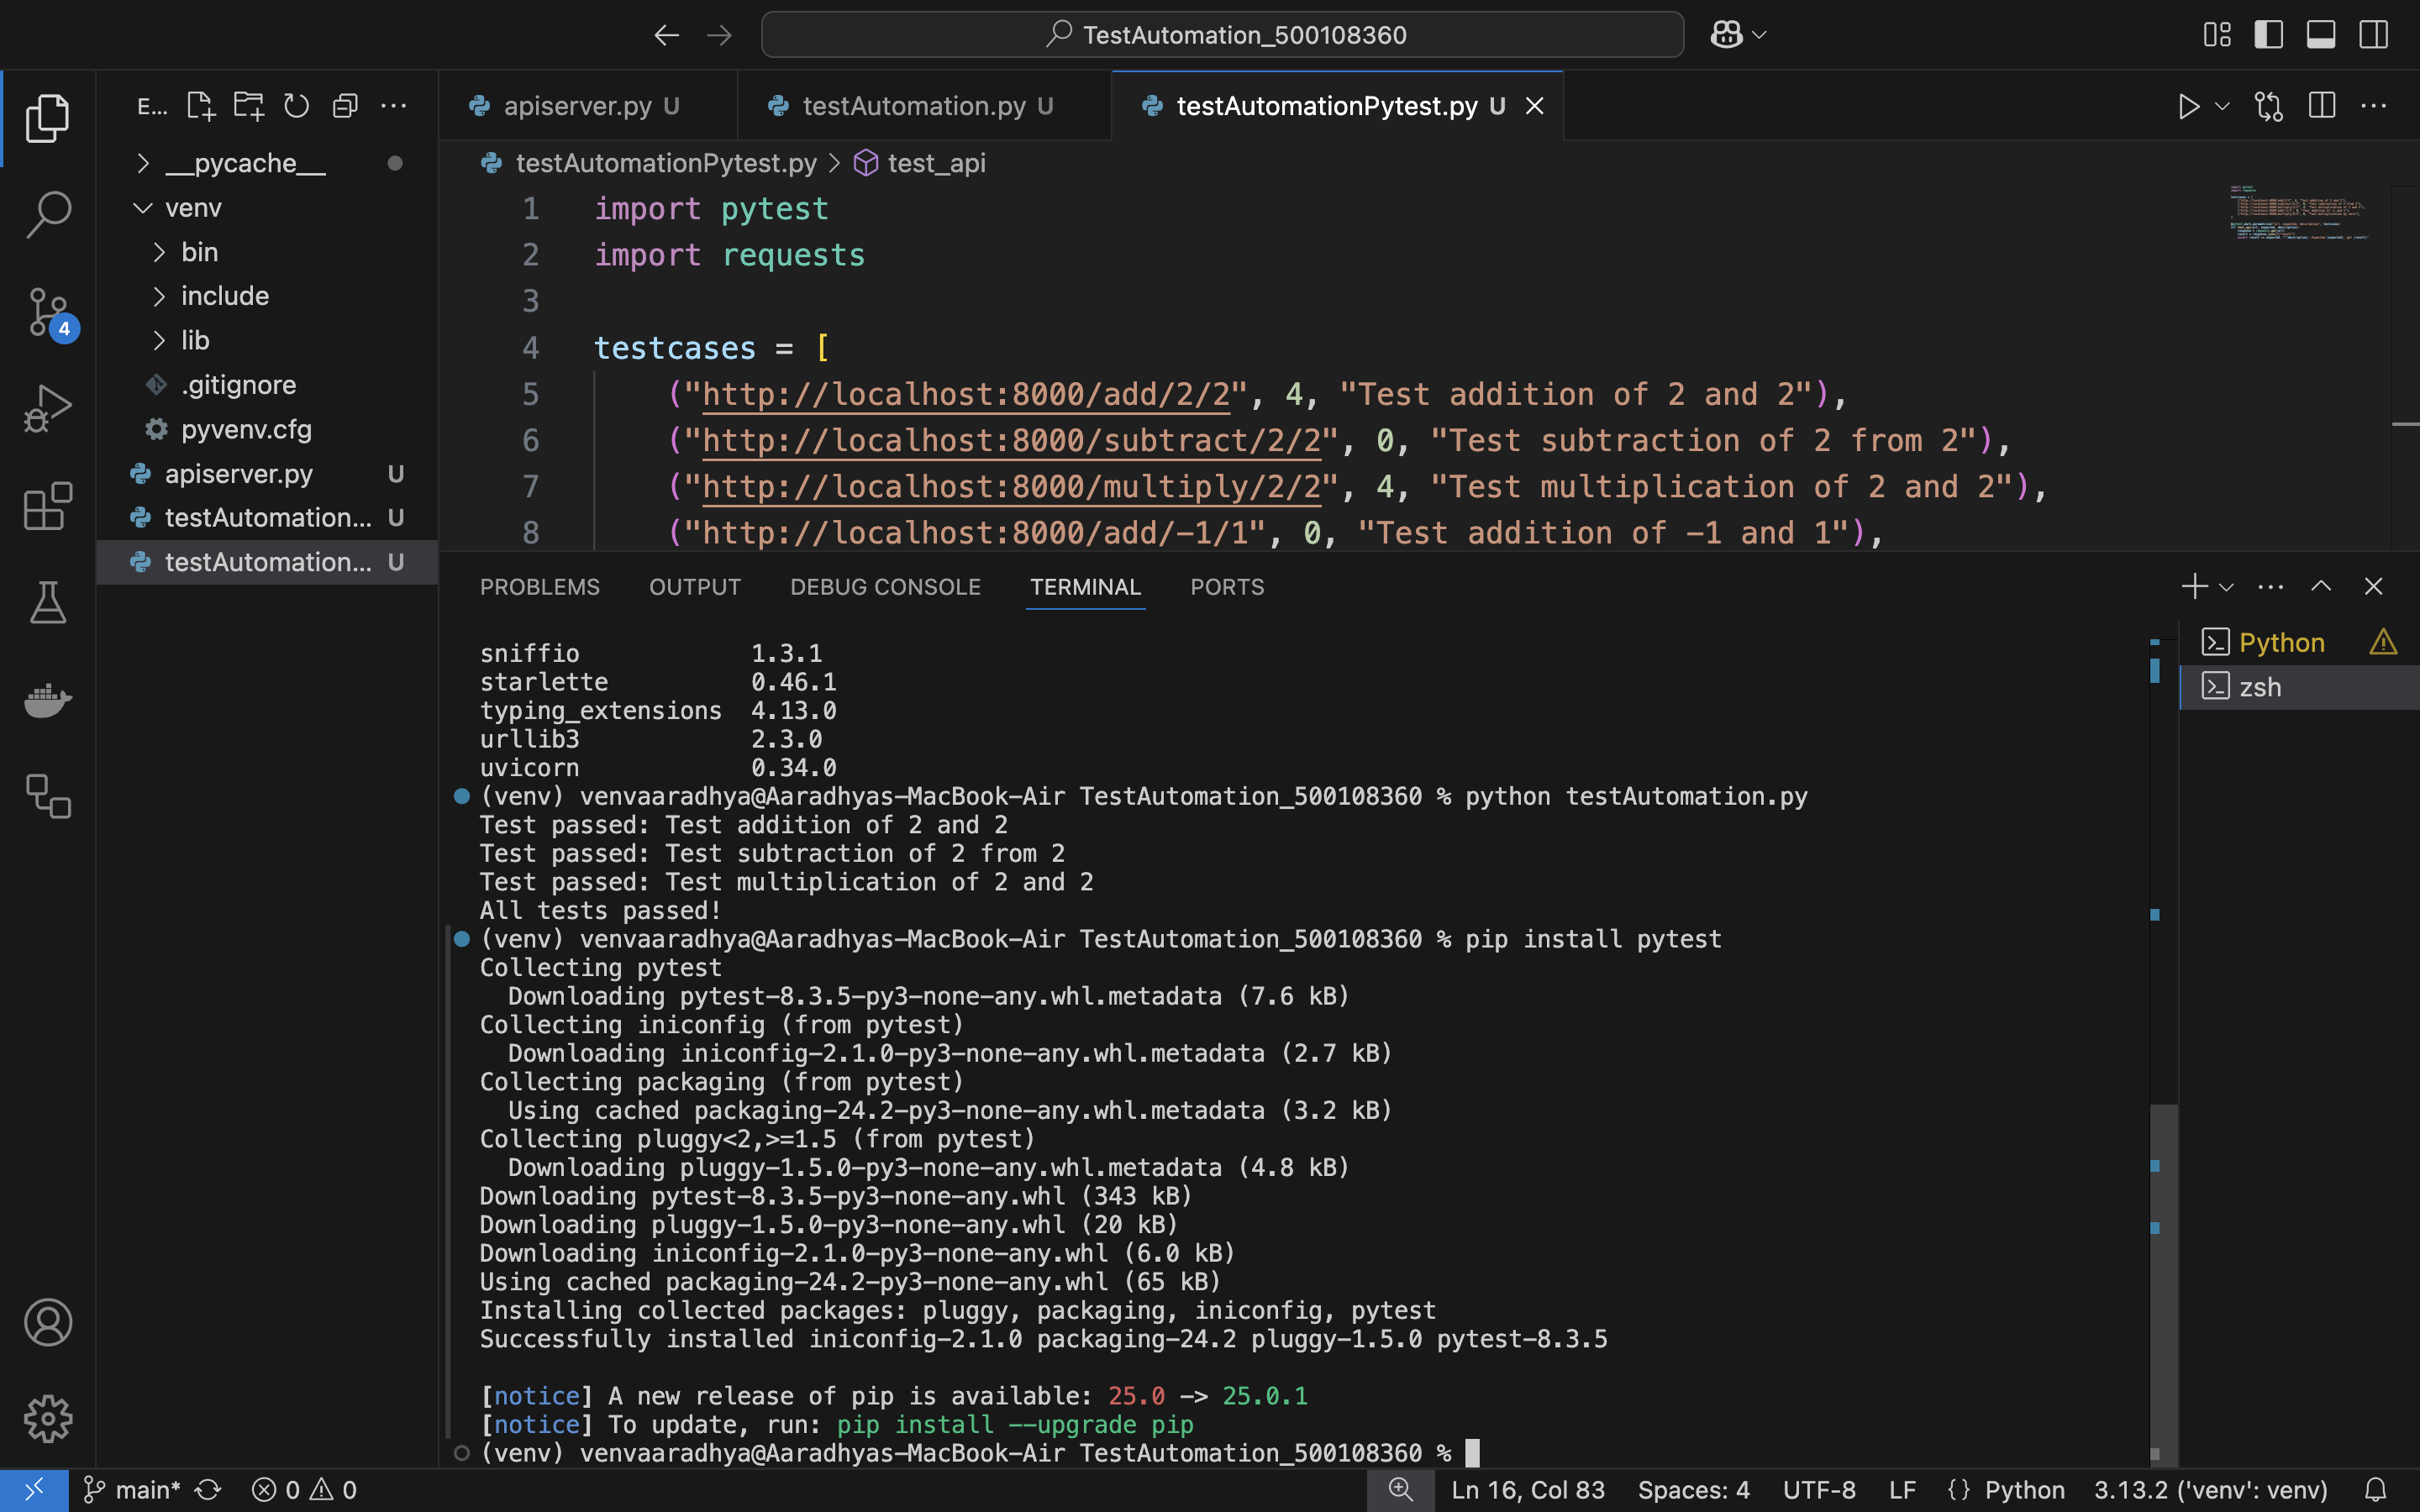 TestAutomation_500108360
E...
apiserver.py U
testAutomation.py U
testAutomationPytest.py U
__pycache__
venv
bin
include
lib
.gitignore
pyvenv.cfg
apiserver.py U
testAutomation... U
testAutomation... U
4
testAutomationPytest.py > test_api
1 import pytest
2 import requests
3
4 testcases = [
5 ("http://localhost:8000/add/2/2", 4, "Test addition of 2 and 2"),
6 ("http://localhost:8000/subtract/2/2", 0, "Test subtraction of 2 from 2"),
7 ("http://localhost:8000/multiply/2/2", 4, "Test multiplication of 2 and 2"),
8 ("http://localhost:8000/add/-1/1", 0, "Test addition of -1 and 1"),
PROBLEMS OUTPUT DEBUG CONSOLE TERMINAL PORTS
Python
zsh
sniffio 1.3.1
starlette 0.46.1
typing_extensions 4.13.0
urllib3 2.3.0
uvicorn 0.34.0
(venv) venvaaradhya@Aaradhyas-MacBook-Air TestAutomation_500108360 % python testAutomation.py
Test passed: Test addition of 2 and 2
Test passed: Test subtraction of 2 from 2
Test passed: Test multiplication of 2 and 2
All tests passed!
(venv) venvaaradhya@Aaradhyas-MacBook-Air TestAutomation_500108360 % pip install pytest
Collecting pytest
Downloading pytest-8.3.5-py3-none-any.whl.metadata (7.6 kB)
Collecting iniconfig (from pytest)
Downloading iniconfig-2.1.0-py3-none-any.whl.metadata (2.7 kB)
Collecting packaging (from pytest)
Using cached packaging-24.2-py3-none-any.whl.metadata (3.2 kB)
Collecting pluggy<2,>=1.5 (from pytest)
Downloading pluggy-1.5.0-py3-none-any.whl.metadata (4.8 kB)
Downloading pytest-8.3.5-py3-none-any.whl (343 kB)
Downloading pluggy-1.5.0-py3-none-any.whl (20 kB)
Downloading iniconfig-2.1.0-py3-none-any.whl (6.0 kB)
Using cached packaging-24.2-py3-none-any.whl (65 kB)
Installing collected packages: pluggy, packaging, iniconfig, pytest
Successfully installed iniconfig-2.1.0 packaging-24.2 pluggy-1.5.0 pytest-8.3.5
[notice] A new release of pip is available: 25.0 -> 25.0.1
[notice] To update, run: pip install --upgrade pip
(venv) venvaaradhya@Aaradhyas-MacBook-Air TestAutomation_500108360 %
main* 0 0 Ln 16, Col 83 Spaces: 4 UTF-8 LF {} Python 3.13.2 ('venv': venv)